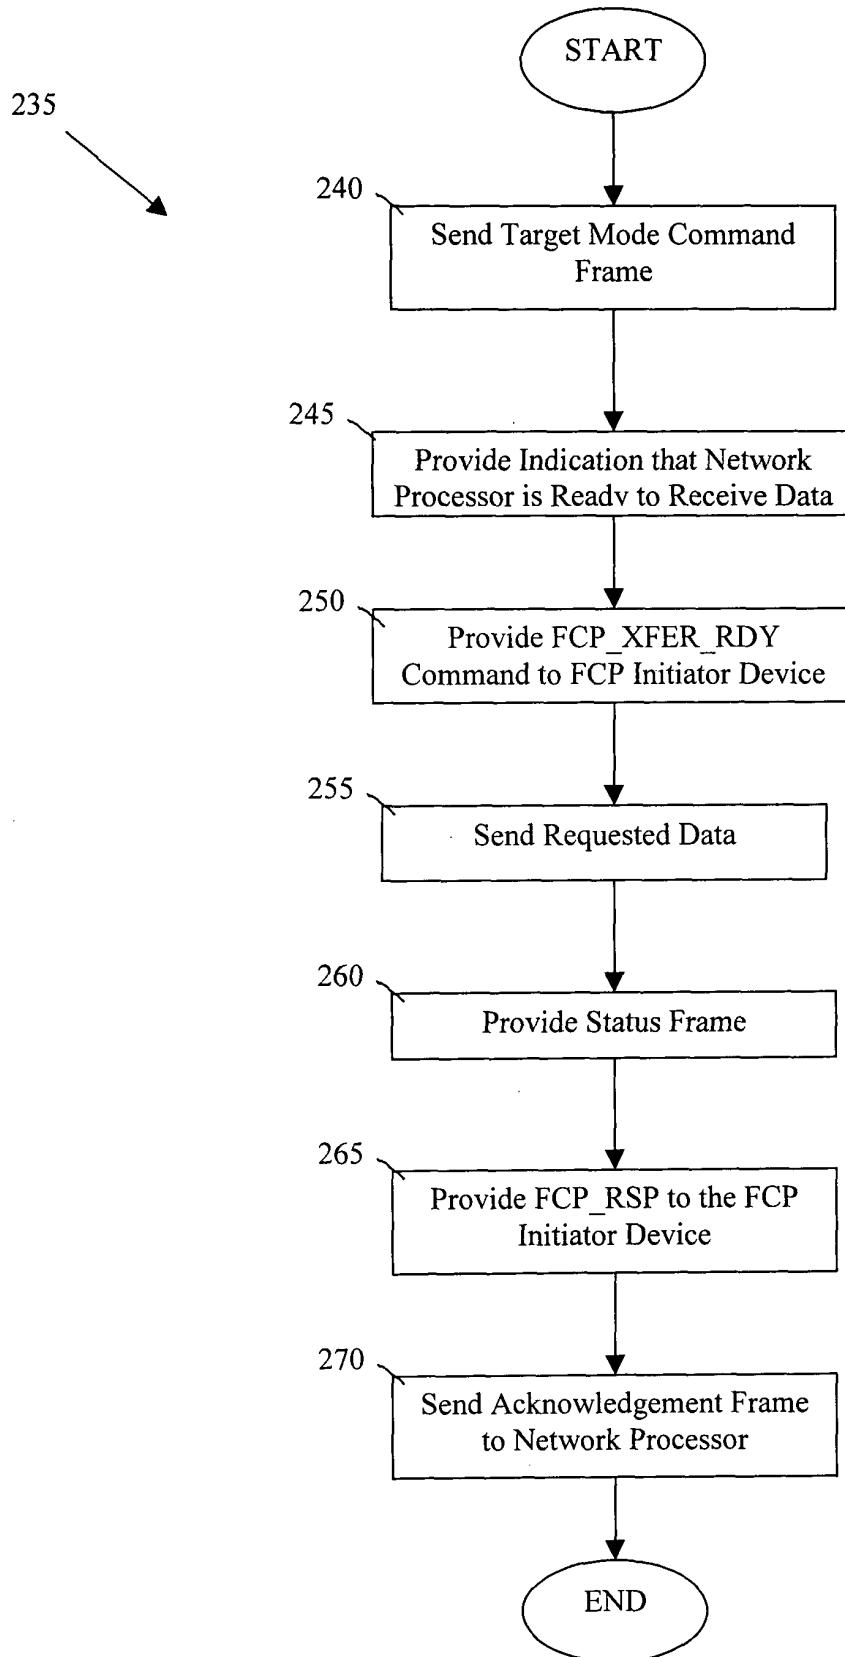 START
235
240
Send Target Mode Command
Frame
245
Provide Indication that Network
Processor is Ready to Receive Data
250
Provide FCP_XFER_RDY
Command to FCP Initiator Device
255
Send Requested Data
260
Provide Status Frame
265
Provide FCP_RSP to the FCP
Initiator Device
270
Send Acknowledgement Frame
to Network Processor
END